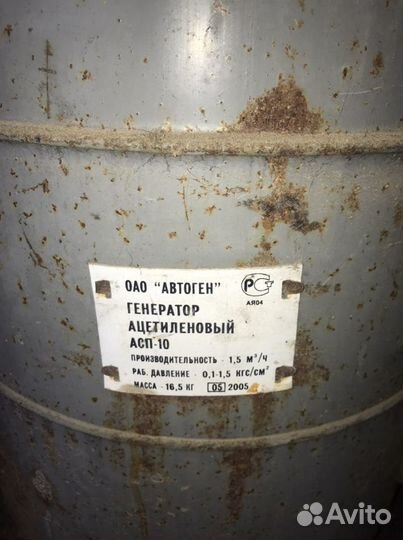 ОАО "АВТОГЕН"
ГЕНЕРАТОР
АЦЕТИЛЕНОВЫЙ
АСП-10
ПРОИЗВОДИТЕЛЬНОСТЬ - 1,5 М³/Ч
РАБ. ДАВЛЕНИЕ - 0,1-1,5 КГС/СМ²
МАССА - 16,5 КГ 05 2005
РС
АЯ04
Avito